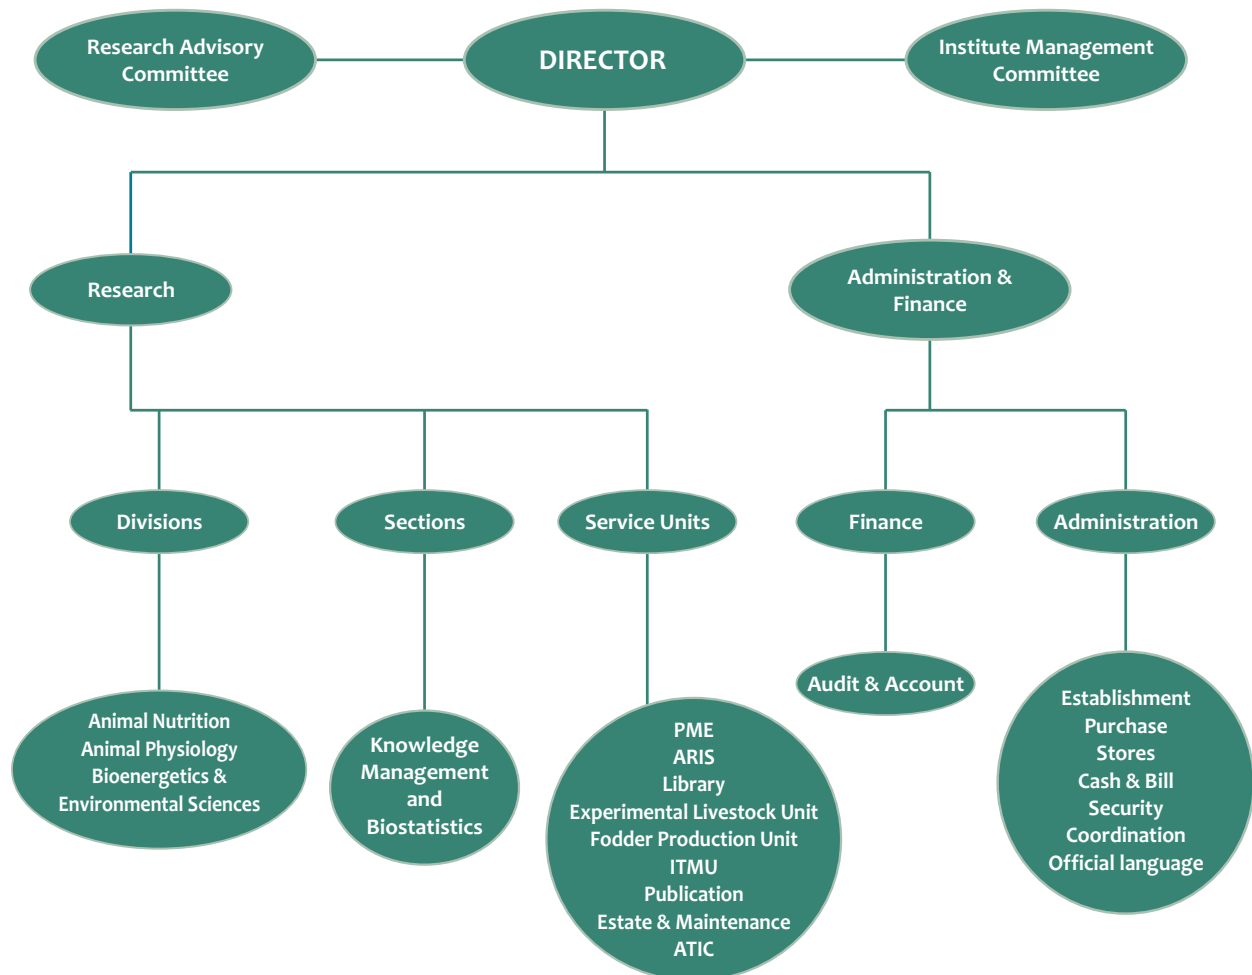 Research Advisory
Committee
DIRECTOR
Institute Management
Committee
Research
Administration &
Finance
Divisions
Sections
Service Units
Finance
Administration
Animal Nutrition
Animal Physiology
Bioenergetics &
Environmental Sciences
Knowledge
Management
and
Biostatistics
PME
ARIS
Library
Experimental Livestock Unit
Fodder Production Unit
ITMU
Publication
Estate & Maintenance
ATIC
Audit & Account
Establishment
Purchase
Stores
Cash & Bill
Security
Coordination
Official language